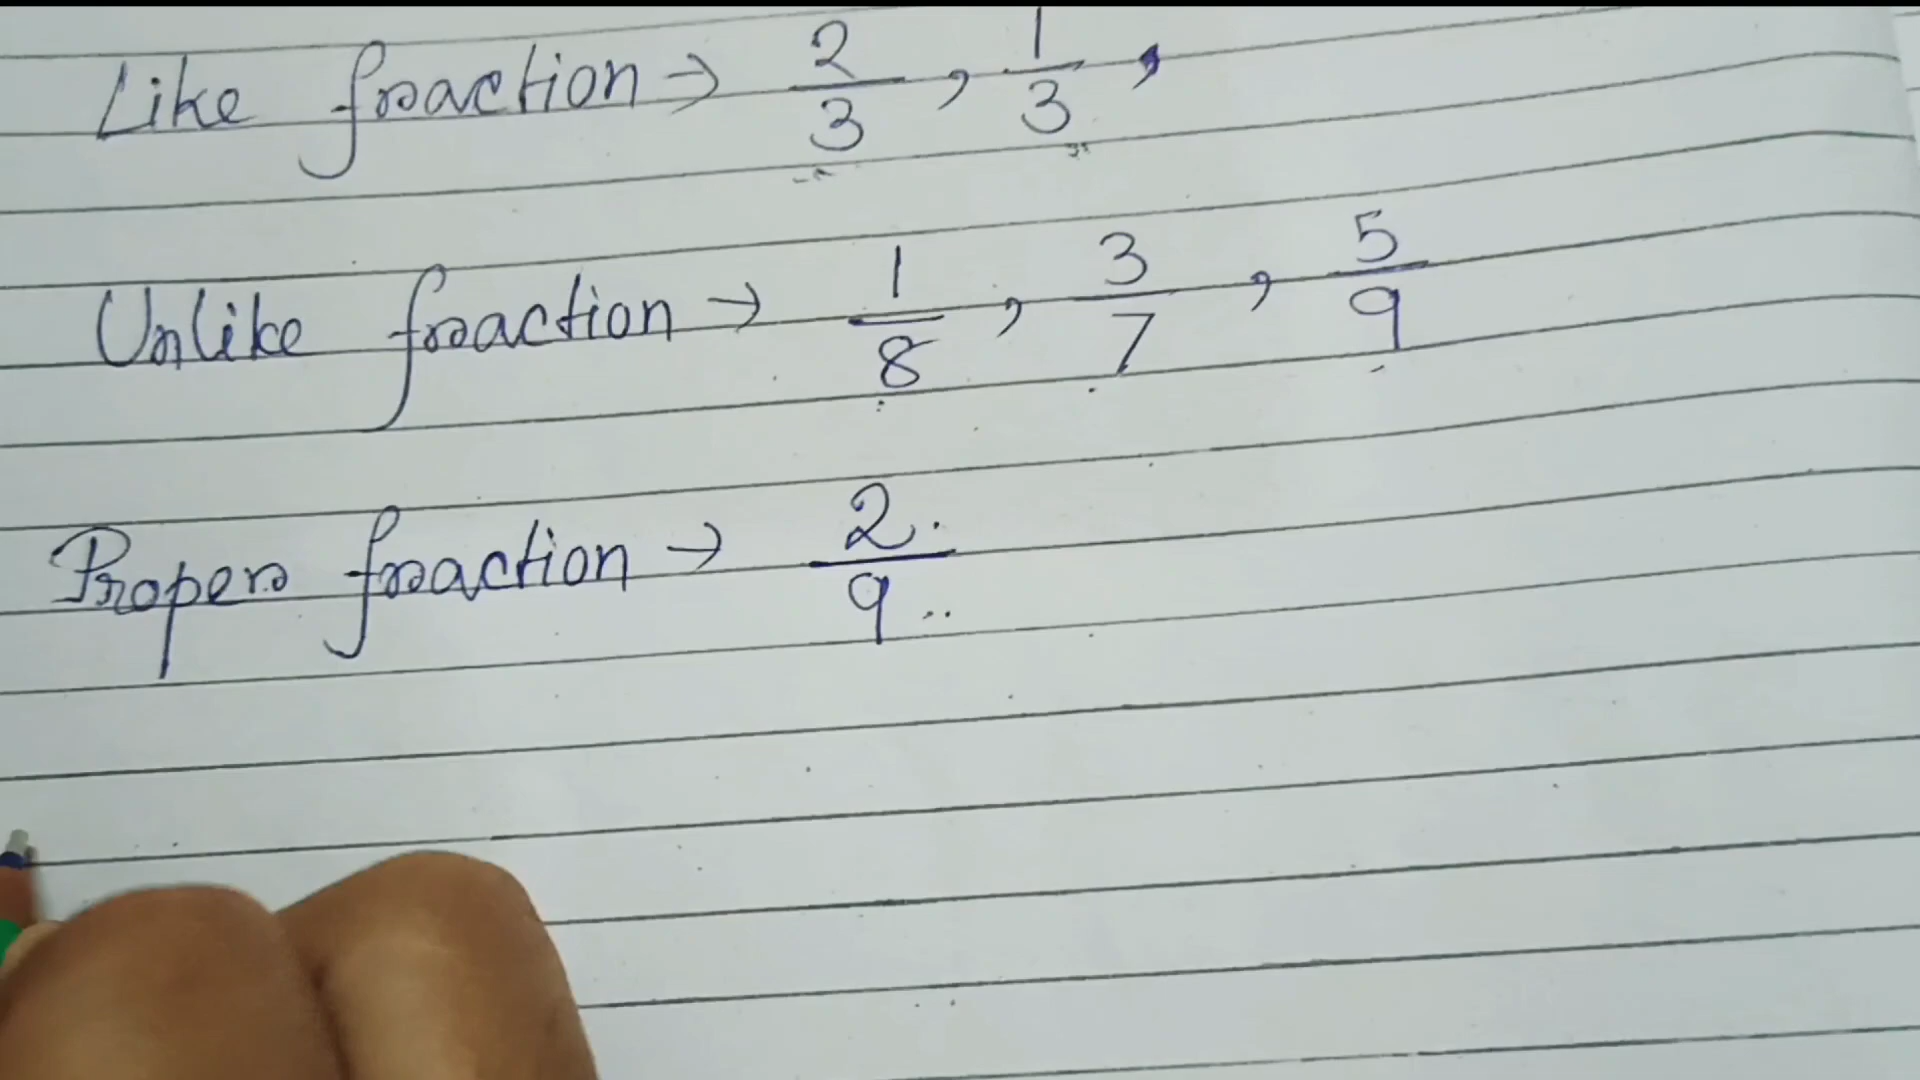 Like fraction → 2/3, 1/3,
Unlike fraction → 1/8, 3/7, 5/9
Proper fraction → 2/9